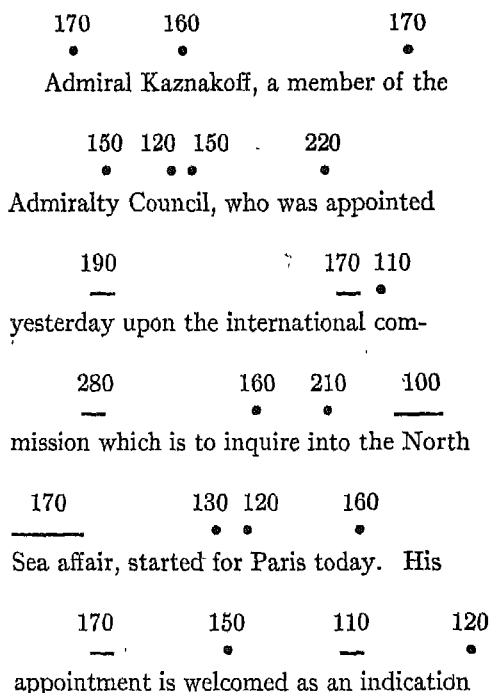 170 160 170
Admiral Kaznakoff, a member of the
150 120 150 220
Admiralty Council, who was appointed
190 170 110
yesterday upon the international com-
280 160 210 100
mission which is to inquire into the North
170 130 120 160
Sea affair, started for Paris today. His
170 150 110 120
appointment is welcomed as an indication